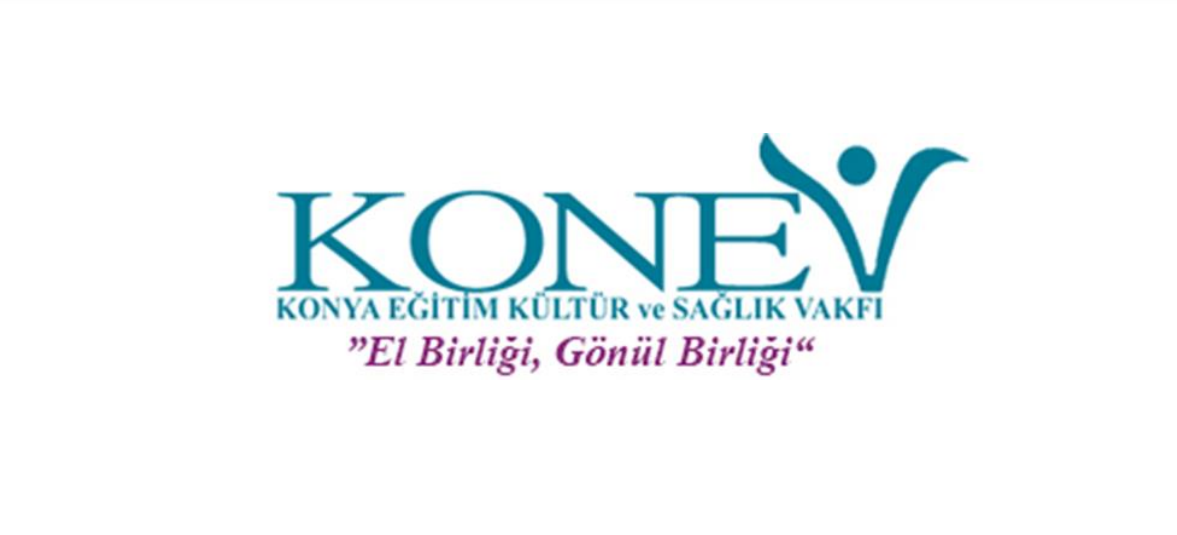 KONEV
KONYA EĞİTİM KÜLTÜR ve SAĞLIK VAKFI
”El Birliği, Gönül Birliği“